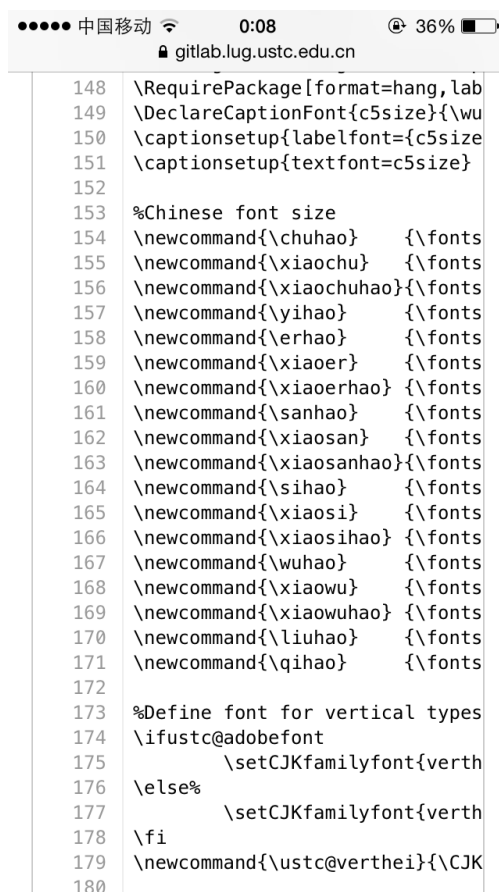 中国移动 0:08 36%
gitlab.lug.ustc.edu.cn
148 \RequirePackage[format=hang,lab
149 \DeclareCaptionFont{c5size}{\wu
150 \captionsetup{labelfont={c5size
151 \captionsetup{textfont=c5size}
152
153 %Chinese font size
154 \newcommand{\chuhao}    {\fonts
155 \newcommand{\xiaochu}   {\fonts
156 \newcommand{\xiaochuhao}{\fonts
157 \newcommand{\yihao}     {\fonts
158 \newcommand{\erhao}     {\fonts
159 \newcommand{\xiaoer}    {\fonts
160 \newcommand{\xiaoerhao} {\fonts
161 \newcommand{\sanhao}    {\fonts
162 \newcommand{\xiaosan}   {\fonts
163 \newcommand{\xiaosanhao}{\fonts
164 \newcommand{\sihao}     {\fonts
165 \newcommand{\xiaosi}    {\fonts
166 \newcommand{\xiaosihao} {\fonts
167 \newcommand{\wuhao}     {\fonts
168 \newcommand{\xiaowu}    {\fonts
169 \newcommand{\xiaowuhao} {\fonts
170 \newcommand{\liuhao}    {\fonts
171 \newcommand{\qihao}     {\fonts
172
173 %Define font for vertical types
174 \ifustc@adobefont
175         \setCJKfamilyfont{verth
176 \else%
177         \setCJKfamilyfont{verth
178 \fi
179 \newcommand{\ustc@verthei}{\CJK
180